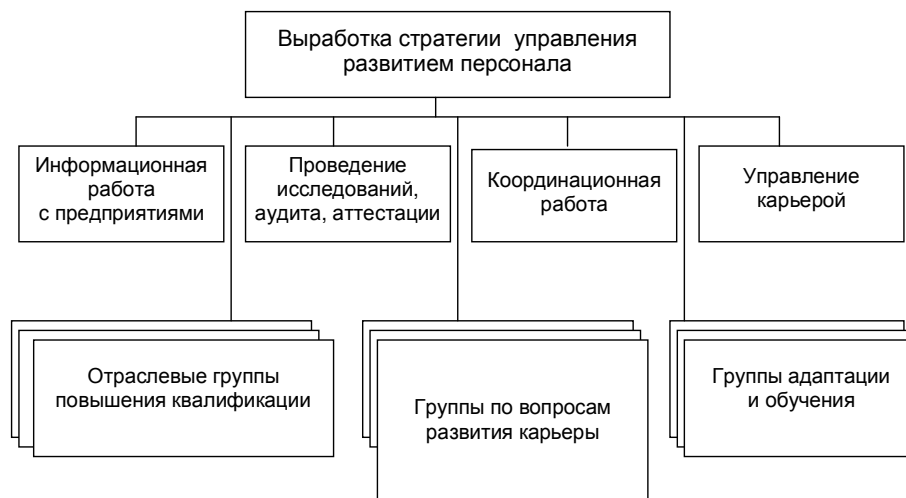 Выработка стратегии управления
развитием персонала
Информационная
работа
с предприятиями
Проведение
исследований,
аудита, аттестации
Координационная
работа
Управление
карьерой
Отраслевые группы
повышения квалификации
Группы по вопросам
развития карьеры
Группы адаптации
и обучения